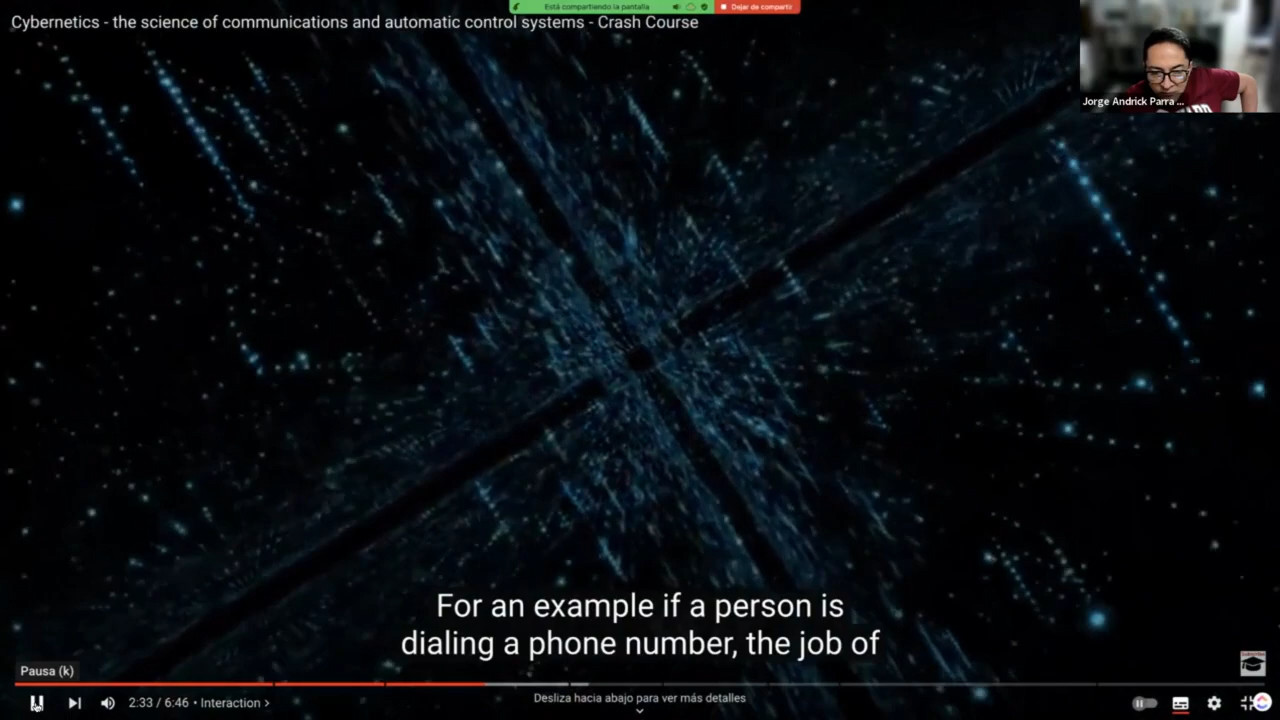 Está compartiendo la pantalla
Dejar de compartir
Cybernetics - the science of communications and automatic control systems - Crash Course
Jorge Andrick Parra ...
For an example if a person is
dialing a phone number, the job of
Pausa (k)
2:33 / 6:46 • Interaction >
Desliza hacia abajo para ver más detalles